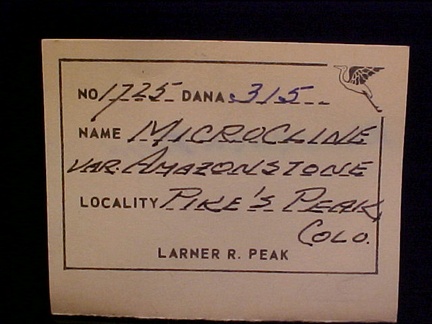 NO 1725 DANA 315
NAME MICROCLINE
VAR. AMAZONSTONE
LOCALITY PIKE'S PEAK,
COLO.
LARNER R. PEAK